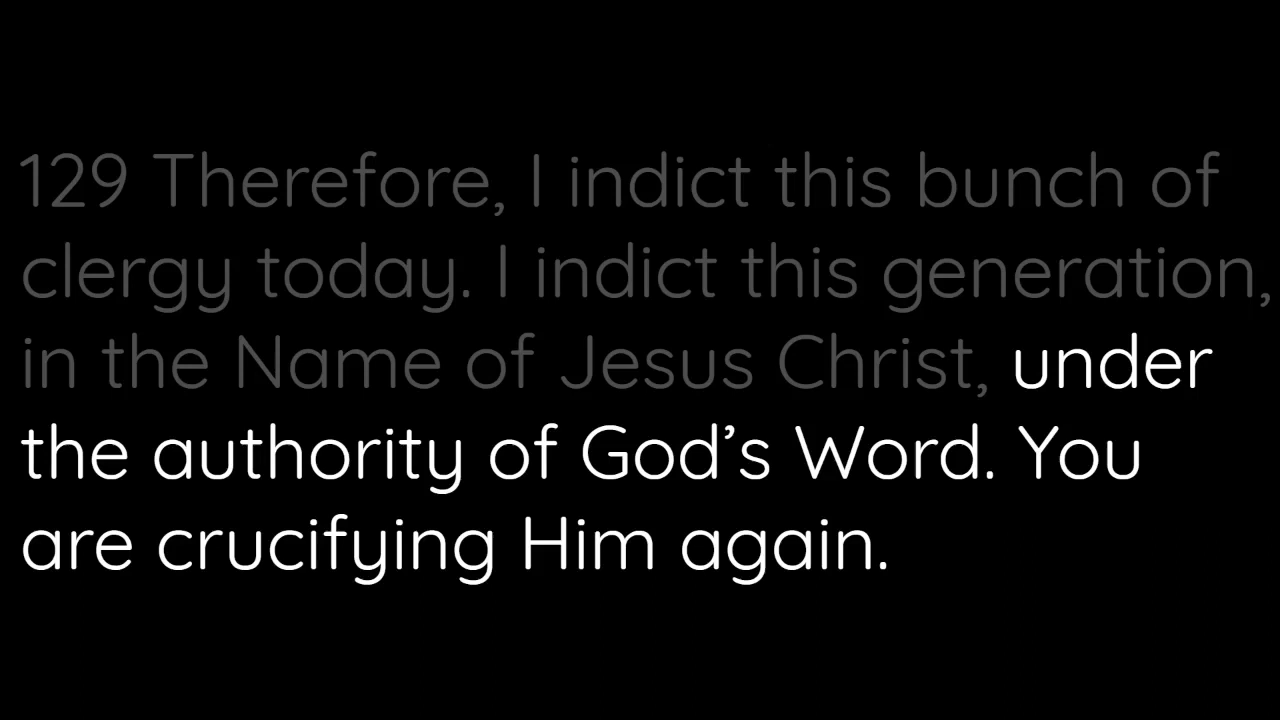 129 Therefore, I indict this bunch of
clergy today. I indict this generation,
in the Name of Jesus Christ, under
the authority of God’s Word. You
are crucifying Him again.